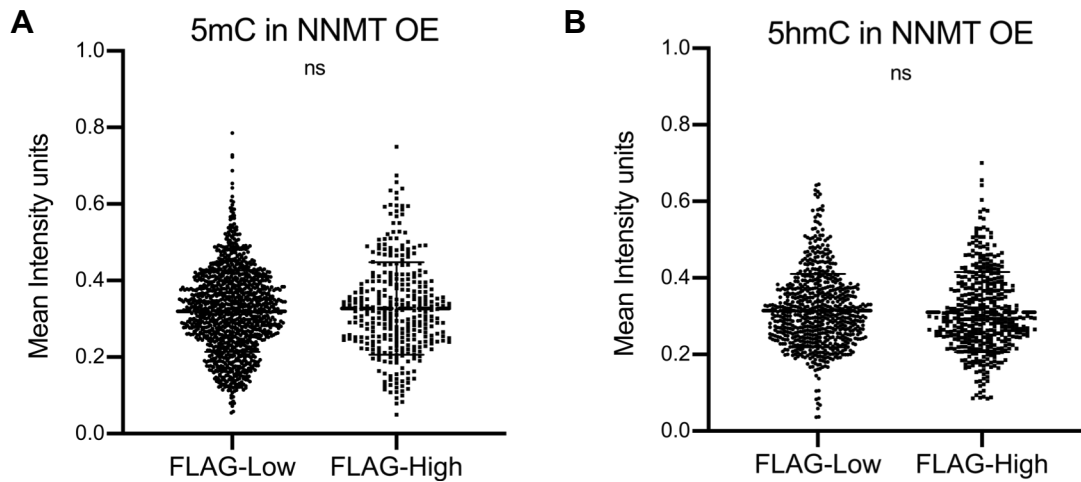 A
5mC in NNMT OE
ns
Mean Intensity units
1.0
0.8
0.6
0.4
0.2
0.0
FLAG-Low
FLAG-High
B
5hmC in NNMT OE
ns
Mean Intensity units
1.0
0.8
0.6
0.4
0.2
0.0
FLAG-Low
FLAG-High